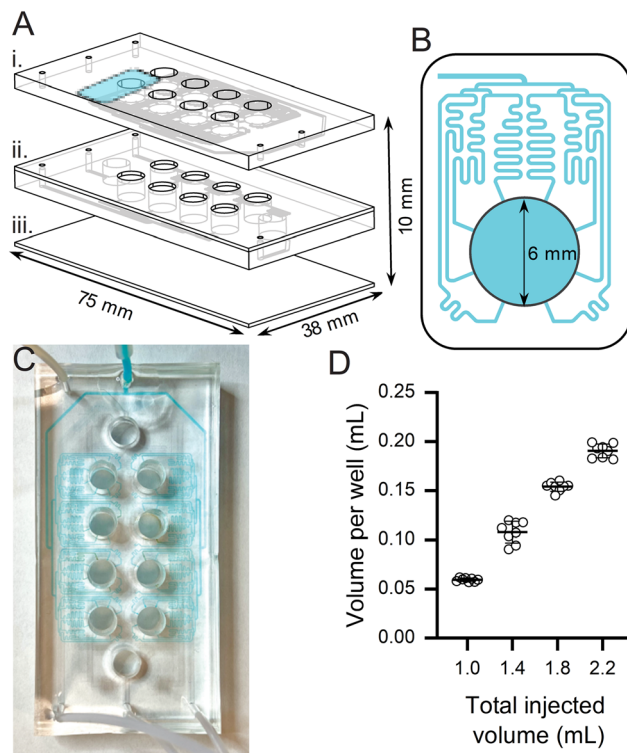 A
i.
ii.
iii.
75 mm
38 mm
10 mm
B
6 mm
C
D
Volume per well (mL)
0.25
0.20
0.15
0.10
0.05
0.00
1.0 1.4 1.8 2.2
Total injected
volume (mL)